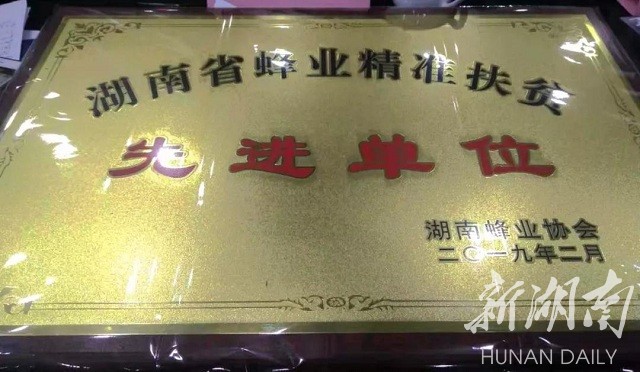 湖南省蜂业精准扶贫
先进单位
湖南蜂业协会
二〇一九年二月
新湖南
HUNAN DAILY